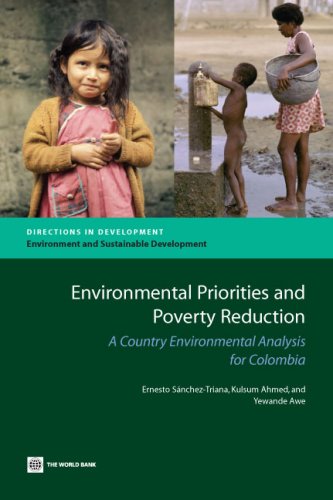 DIRECTIONS IN DEVELOPMENT
Environment and Sustainable Development
Environmental Priorities and
Poverty Reduction
A Country Environmental Analysis
for Colombia
Ernesto Sánchez-Triana, Kulsum Ahmed, and
Yewande Awe
THE WORLD BANK